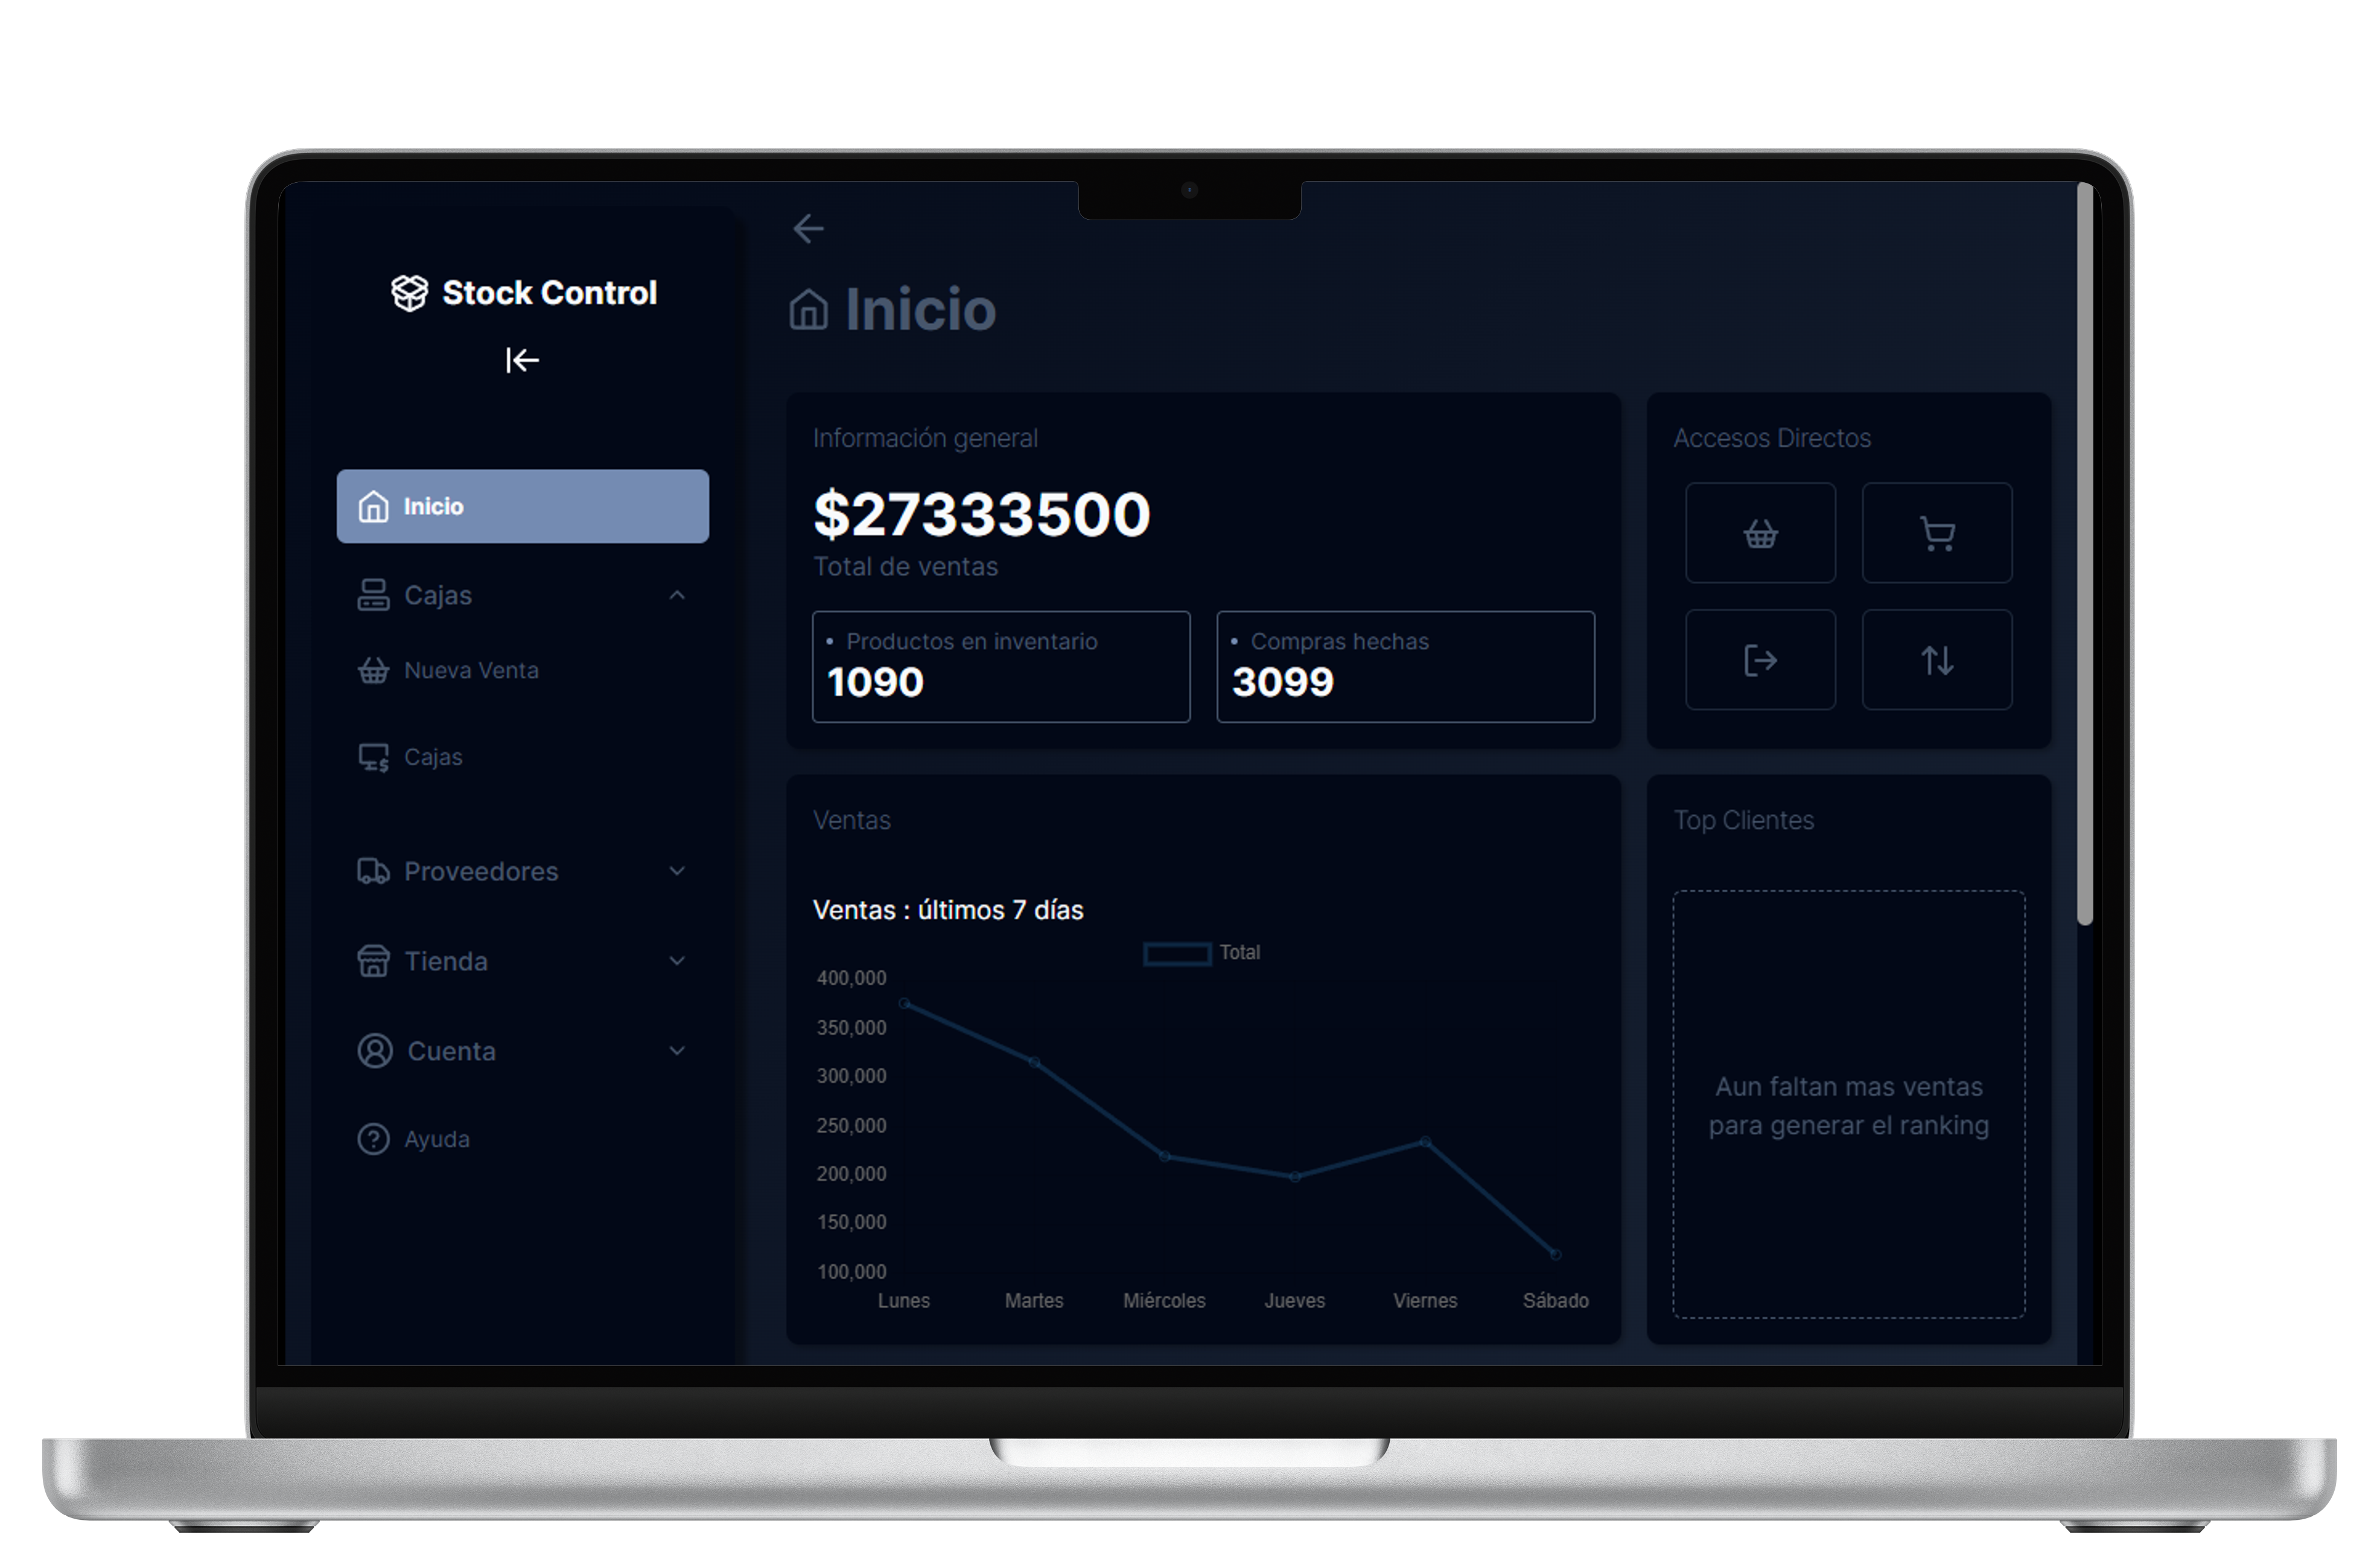 Stock Control
Inicio
Cajas
Nueva Venta
Cajas
Proveedores
Tienda
Cuenta
Ayuda
Inicio
Información general
$27333500
Total de ventas
• Productos en inventario
1090
• Compras hechas
3099
Accesos Directos
Ventas
Ventas : últimos 7 días
Total
400,000
350,000
300,000
250,000
200,000
150,000
100,000
Lunes Martes Miércoles Jueves Viernes Sábado
Top Clientes
Aun faltan mas ventas
para generar el ranking